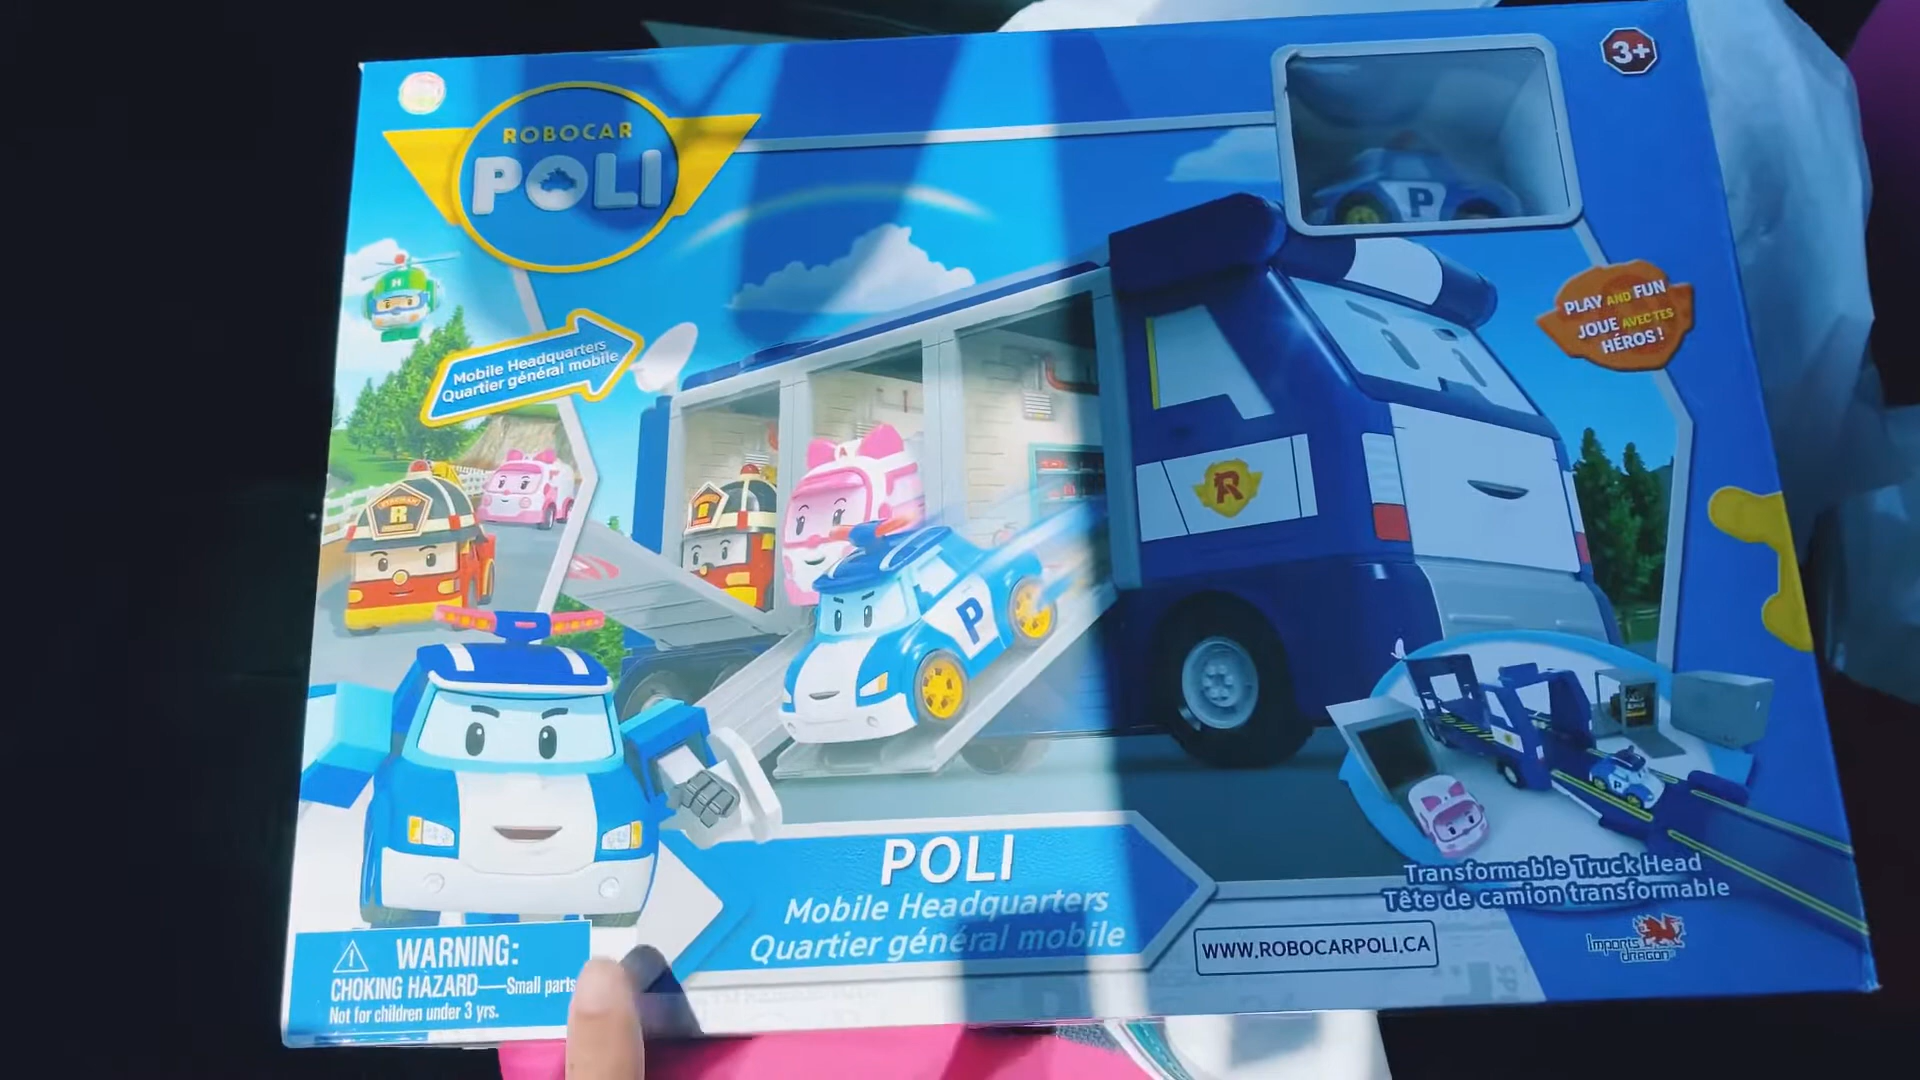 ROBOCAR
POLI
3+
P
H
Mobile Headquarters
Quartier général mobile
PLAY AND FUN
JOUE AVEC TES
HÉROS !
R
R
R
A
P
P
POLI
Mobile Headquarters
Quartier général mobile
Transformable Truck Head
Tête de camion transformable
WWW.ROBOCARPOLI.CA
Imports
dragon
WARNING:
CHOKING HAZARD—Small parts
Not for children under 3 yrs.